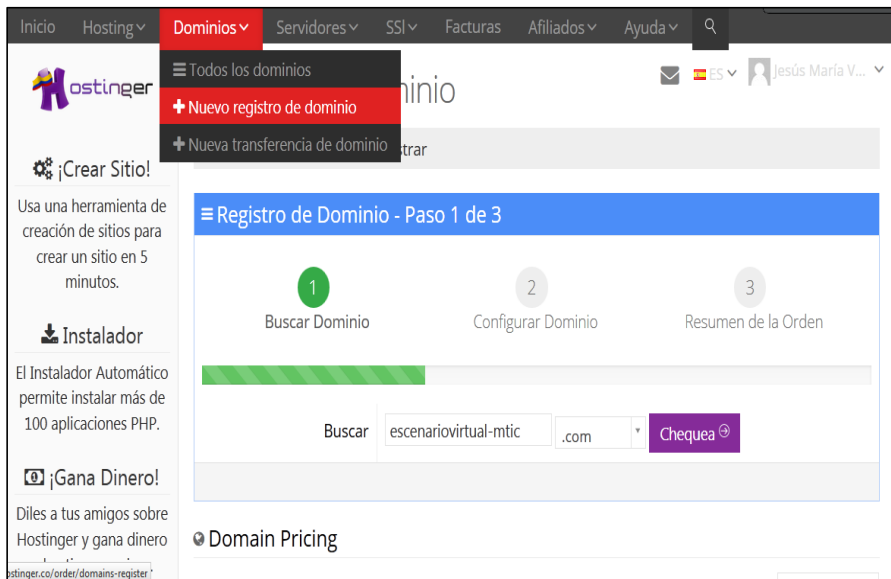 Inicio Hosting Dominios Servidores SSl Facturas Afiliados Ayuda
Todos los dominios
Nuevo registro de dominio
Nueva transferencia de dominio
Hostinger
inio
ES Jesús María V...
strar
¡Crear Sitio!
Usa una herramienta de
creación de sitios para
crear un sitio en 5
minutos.
Instalador
El Instalador Automático
permite instalar más de
100 aplicaciones PHP.
¡Gana Dinero!
Diles a tus amigos sobre
Hostinger y gana dinero
ostinger.co/order/domains-register
Registro de Dominio - Paso 1 de 3
1 2 3
Buscar Dominio Configurar Dominio Resumen de la Orden
Buscar escenariovirtual-mtic .com Chequea
Domain Pricing